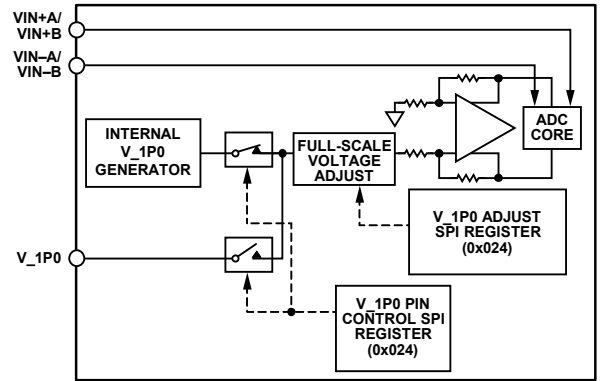 VIN+A/
VIN+B
VIN–A/
VIN–B
INTERNAL
V_1P0
GENERATOR
FULL-SCALE
VOLTAGE
ADJUST
ADC
CORE
V_1P0 ADJUST
SPI REGISTER
(0x024)
V_1P0
V_1P0 PIN
CONTROL SPI
REGISTER
(0x024)